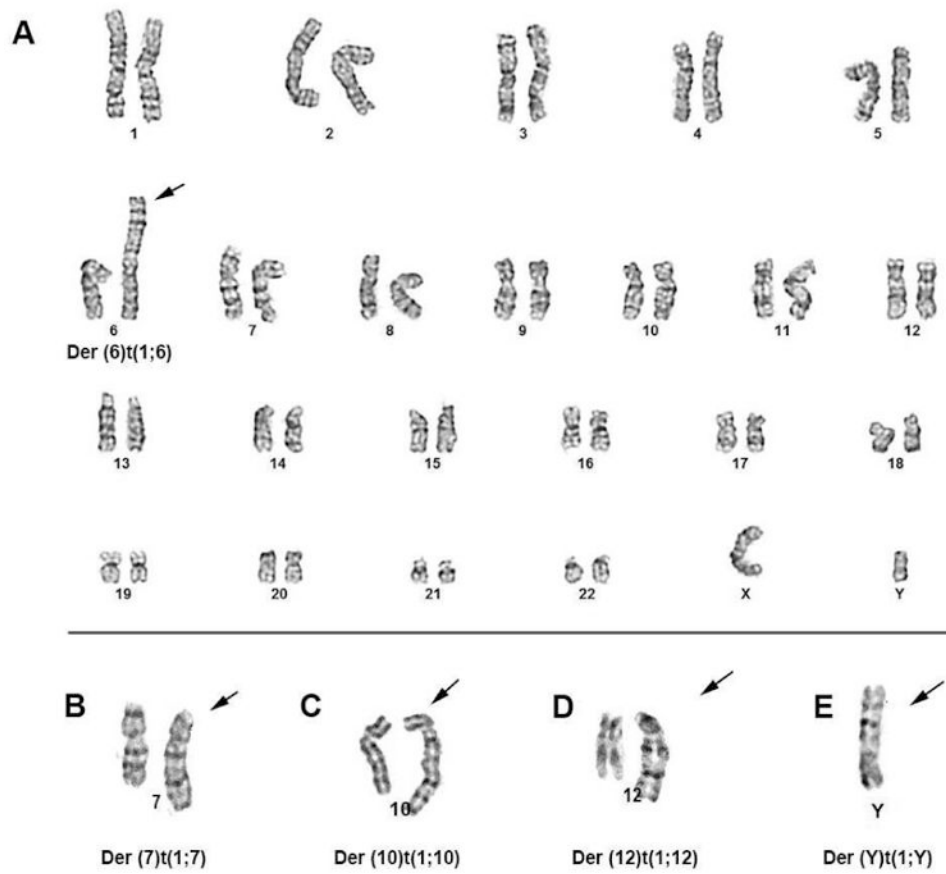 A
1 2 3 4 5
6 7 8 9 10 11 12
Der (6)t(1;6)
13 14 15 16 17 18
19 20 21 22 X Y
B C D E
7 10 12 Y
Der (7)t(1;7) Der (10)t(1;10) Der (12)t(1;12) Der (Y)t(1;Y)